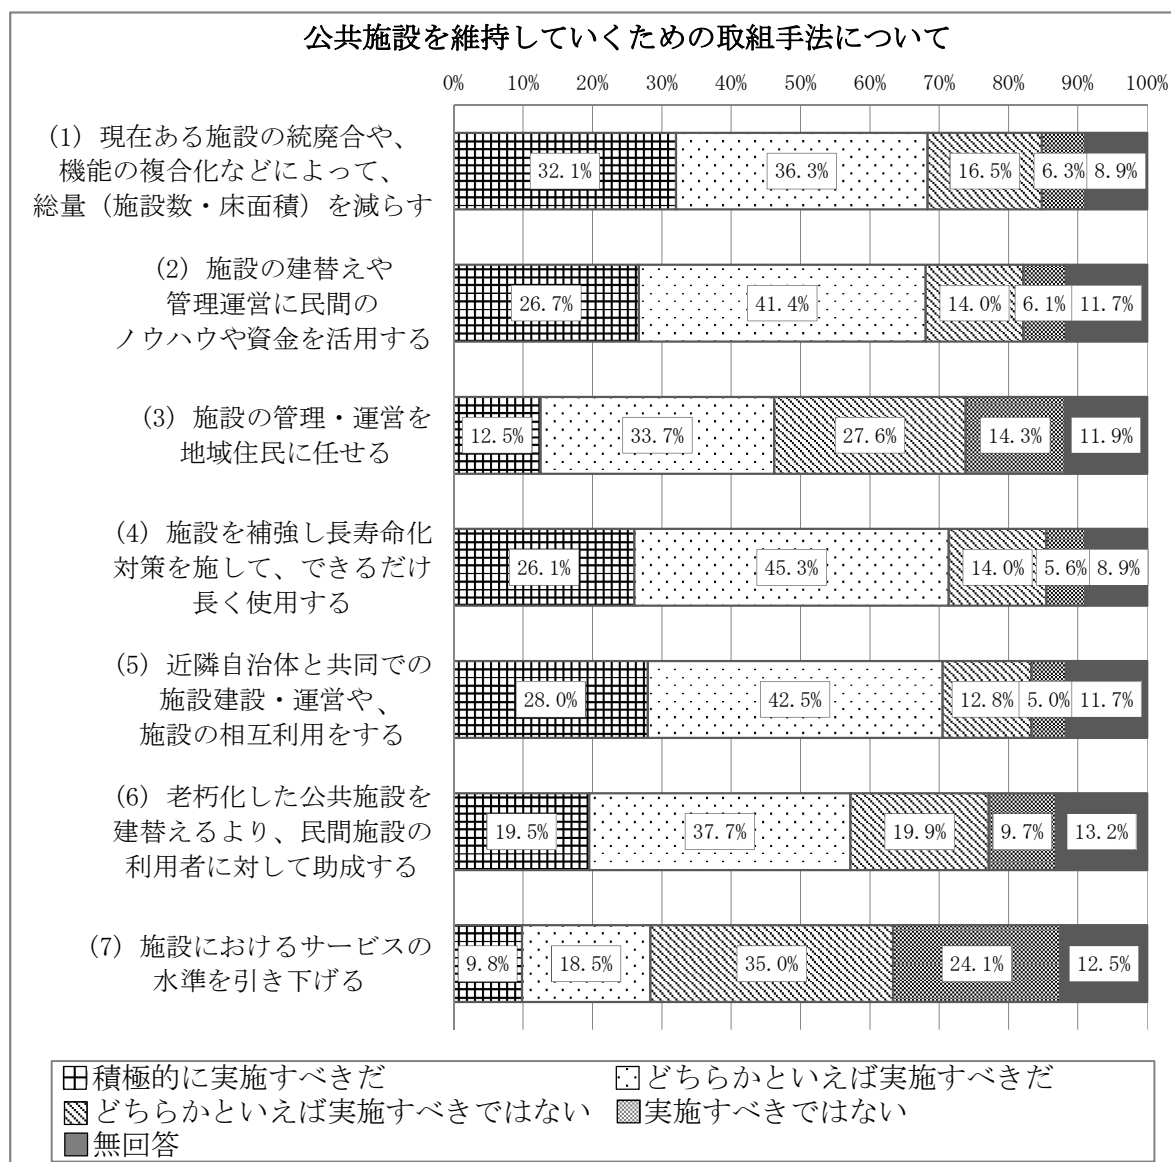 公共施設を維持していくための取組手法について
0% 10% 20% 30% 40% 50% 60% 70% 80% 90% 100%
(1) 現在ある施設の統廃合や、
機能の複合化などによって、
総量（施設数・床面積）を減らす
32.1% 36.3% 16.5% 6.3% 8.9%
(2) 施設の建替えや
管理運営に民間の
ノウハウや資金を活用する
26.7% 41.4% 14.0% 6.1% 11.7%
(3) 施設の管理・運営を
地域住民に任せる
12.5% 33.7% 27.6% 14.3% 11.9%
(4) 施設を補強し長寿命化
対策を施して、できるだけ
長く使用する
26.1% 45.3% 14.0% 5.6% 8.9%
(5) 近隣自治体と共同での
施設建設・運営や、
施設の相互利用をする
28.0% 42.5% 12.8% 5.0% 11.7%
(6) 老朽化した公共施設を
建替えるより、民間施設の
利用者に対して助成する
19.5% 37.7% 19.9% 9.7% 13.2%
(7) 施設におけるサービスの
水準を引き下げる
9.8% 18.5% 35.0% 24.1% 12.5%
積極的に実施すべきだ どちらかといえば実施すべきだ
どちらかといえば実施すべきではない 実施すべきではない
無回答